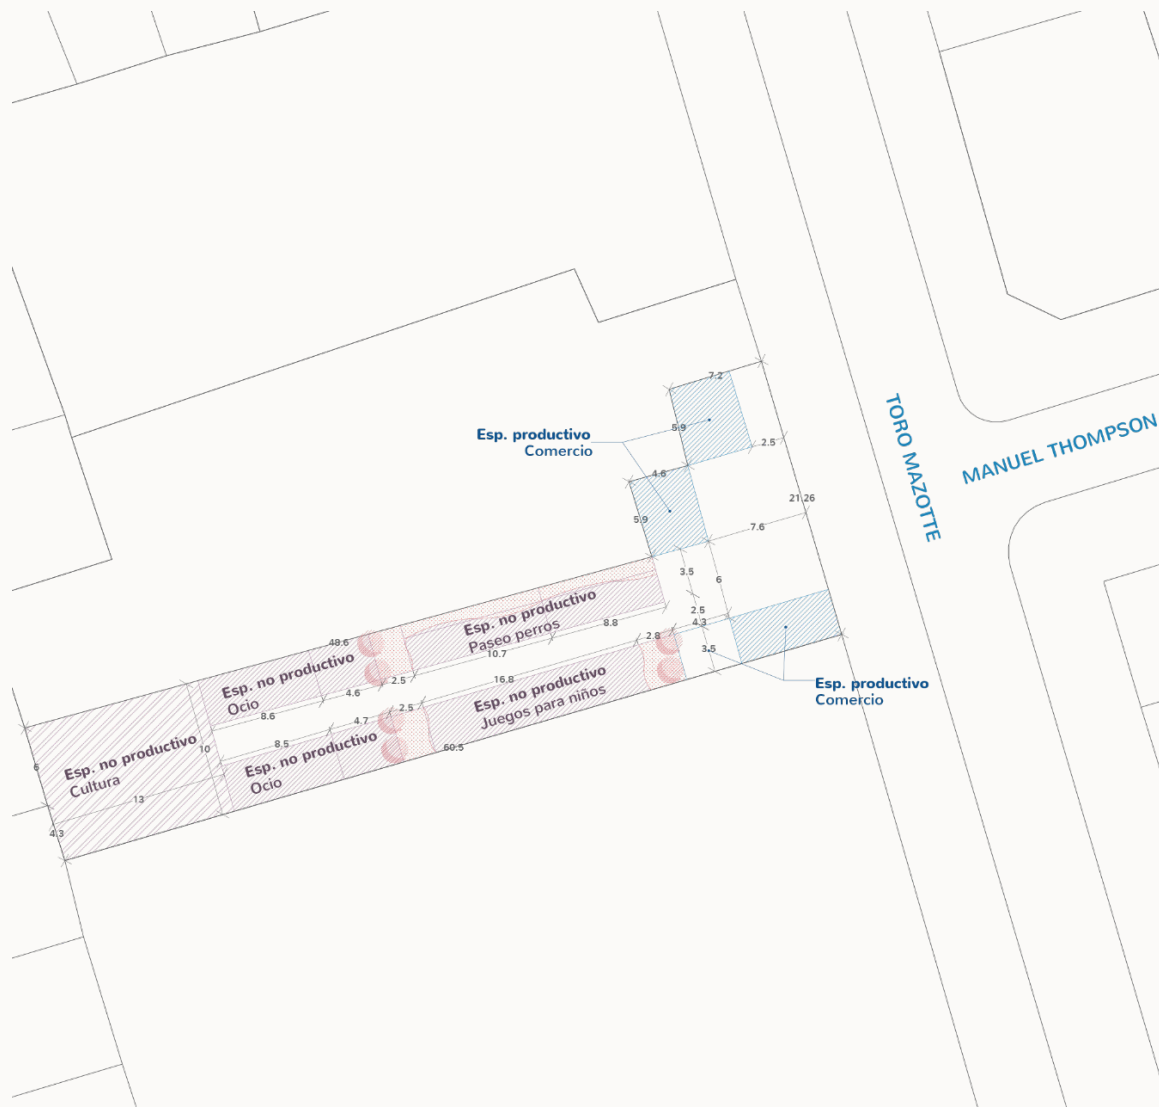 7.2
TORO MAZOTTE
MANUEL THOMPSON
5.9
Esp. productivo
Comercio
2.5
4.6
21.26
5.9
7.6
3.5
6
Esp. no productivo
Paseo perros
2.5
8.8
4.3
48.6
2.8
3.5
10.7
Esp. no productivo
Ocio
2.5
16.8
4.6
Esp. no productivo
Juegos para niños
Esp. productivo
Comercio
2.5
8.6
4.7
Esp. no productivo
Cultura
10
8.5
Esp. no productivo
Ocio
60.5
6
13
4.3